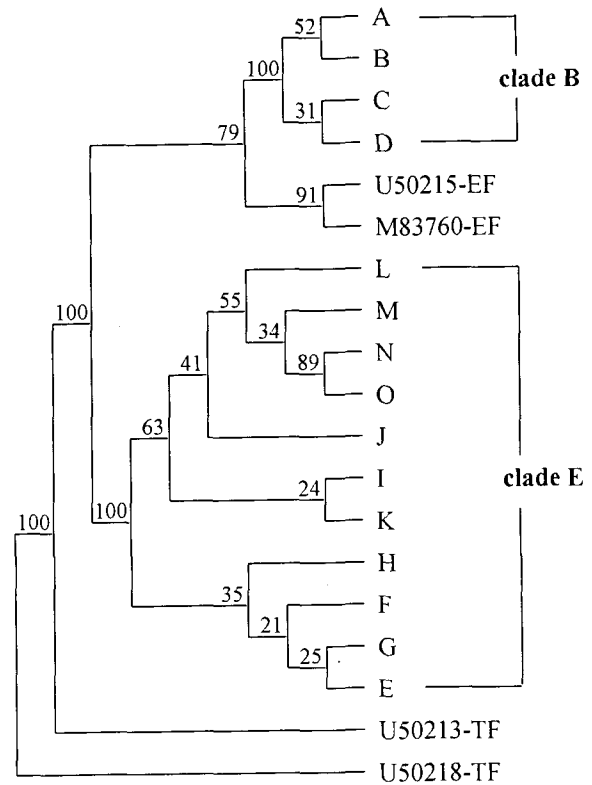 52
A
B
100
clade B
31
C
D
79
91
U50215-EF
M83760-EF
100
55
L
34
M
41
89
N
O
63
J
24
I
K
clade E
100
100
35
H
21
F
25
G
E
U50213-TF
U50218-TF